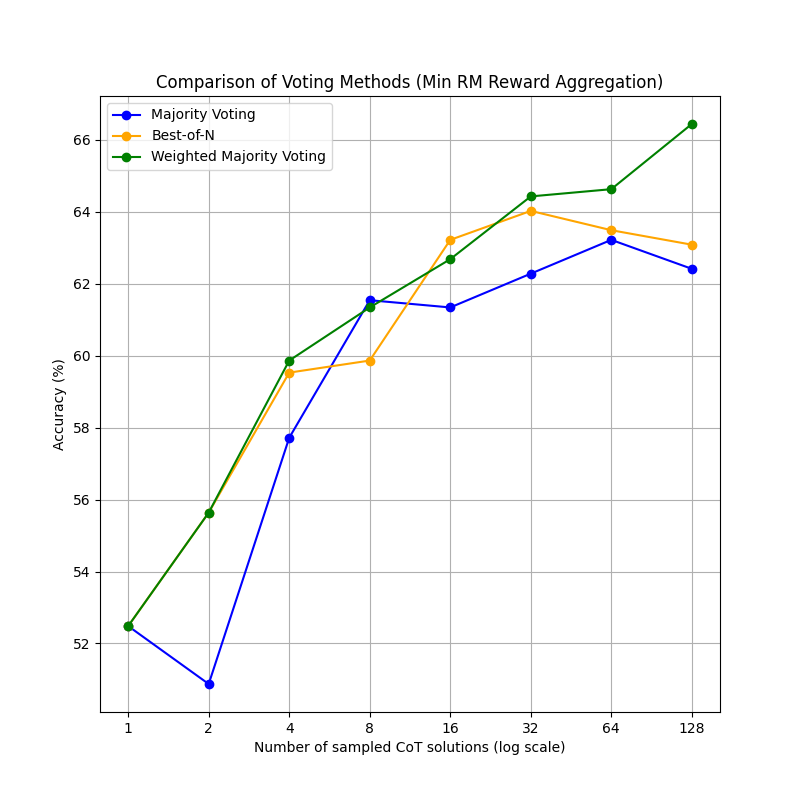 Comparison of Voting Methods (Min RM Reward Aggregation)
Majority Voting
Best-of-N
Weighted Majority Voting
Accuracy (%)
66
64
62
60
58
56
54
52
1 2 4 8 16 32 64 128
Number of sampled CoT solutions (log scale)